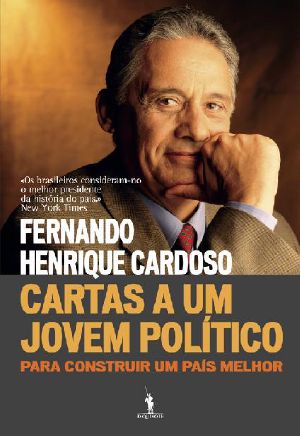 «Os brasileiros consideram-no
o melhor presidente
da história do país.»
New York Times
FERNANDO
HENRIQUE CARDOSO
CARTAS A UM
JOVEM POLÍTICO
PARA CONSTRUIR UM PAÍS MELHOR
D.QUIXOTE